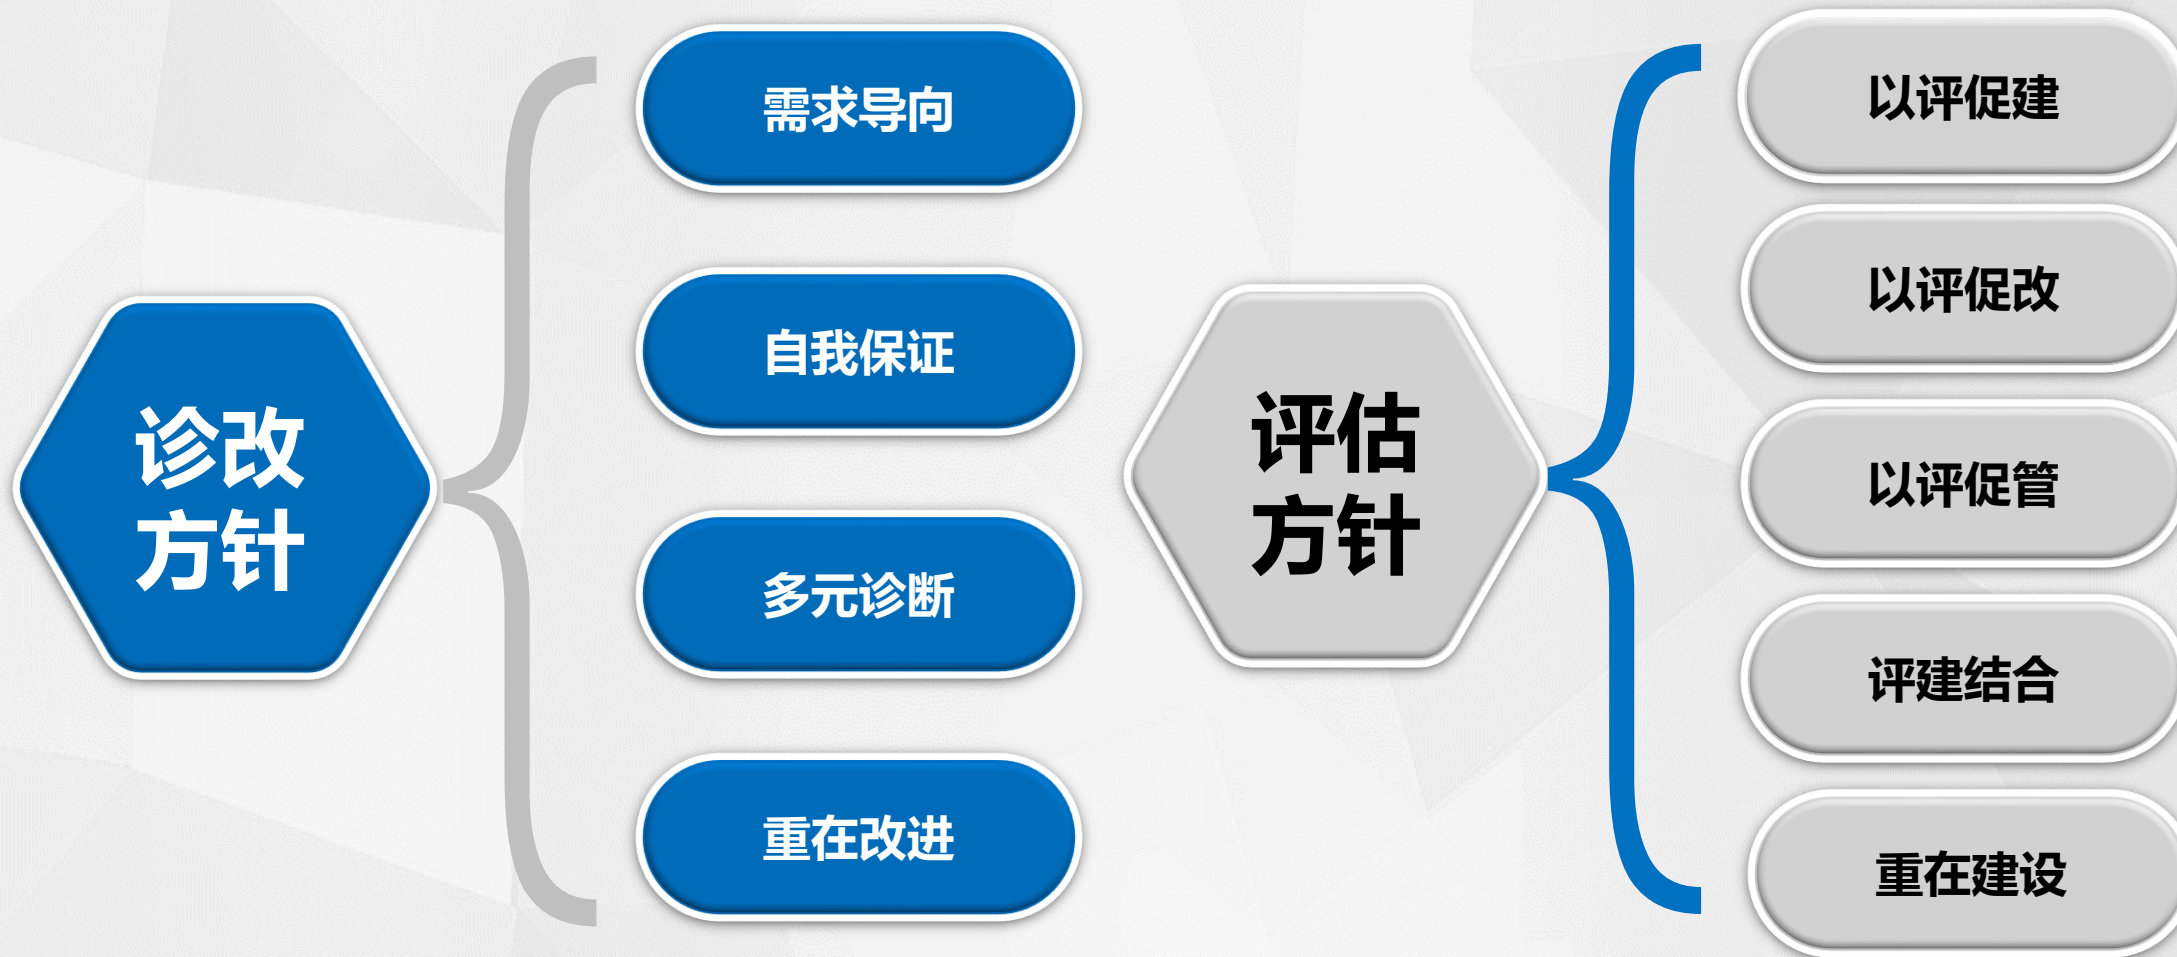 诊改
方针
需求导向
自我保证
多元诊断
重在改进
评估
方针
以评促建
以评促改
以评促管
评建结合
重在建设